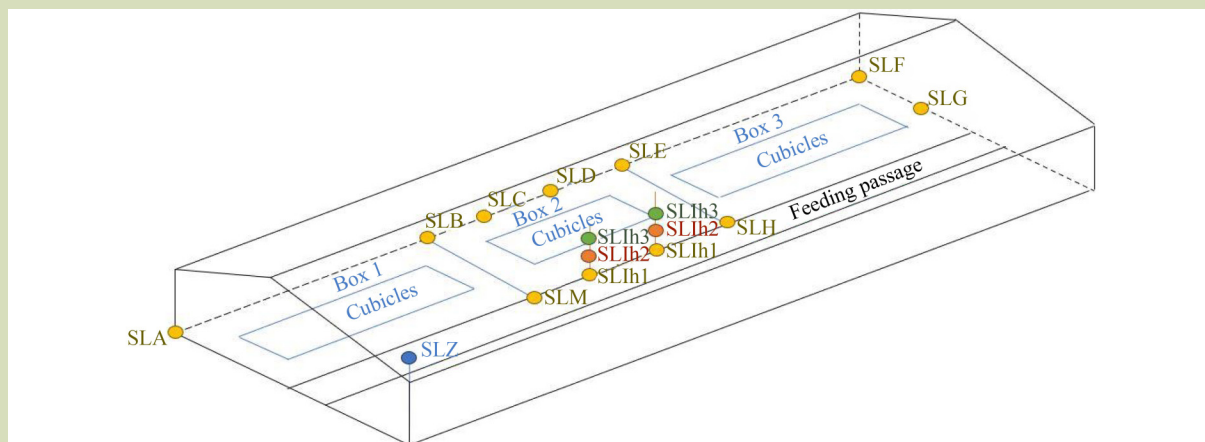 SLF
SLG
Box 3
Cubicles
SLE
SLD
SLC
SLB
Box 2
Cubicles
Feeding passage
SLIh3
SLIh2
SLIh1
SLH
SLIh3
SLIh2
SLIh1
SLM
Box 1
Cubicles
SLA
SLZ